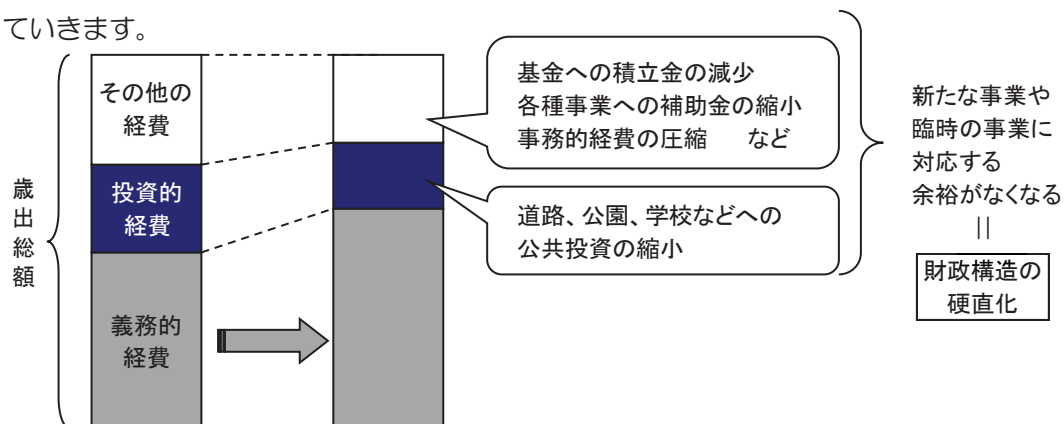 ていきます。
歳出総額
その他の
経費
投資的
経費
義務的
経費
基金への積立金の減少
各種事業への補助金の縮小
事務的経費の圧縮　など
道路、公園、学校などへの
公共投資の縮小
新たな事業や
臨時の事業に
対応する
余裕がなくなる
||
財政構造の
硬直化